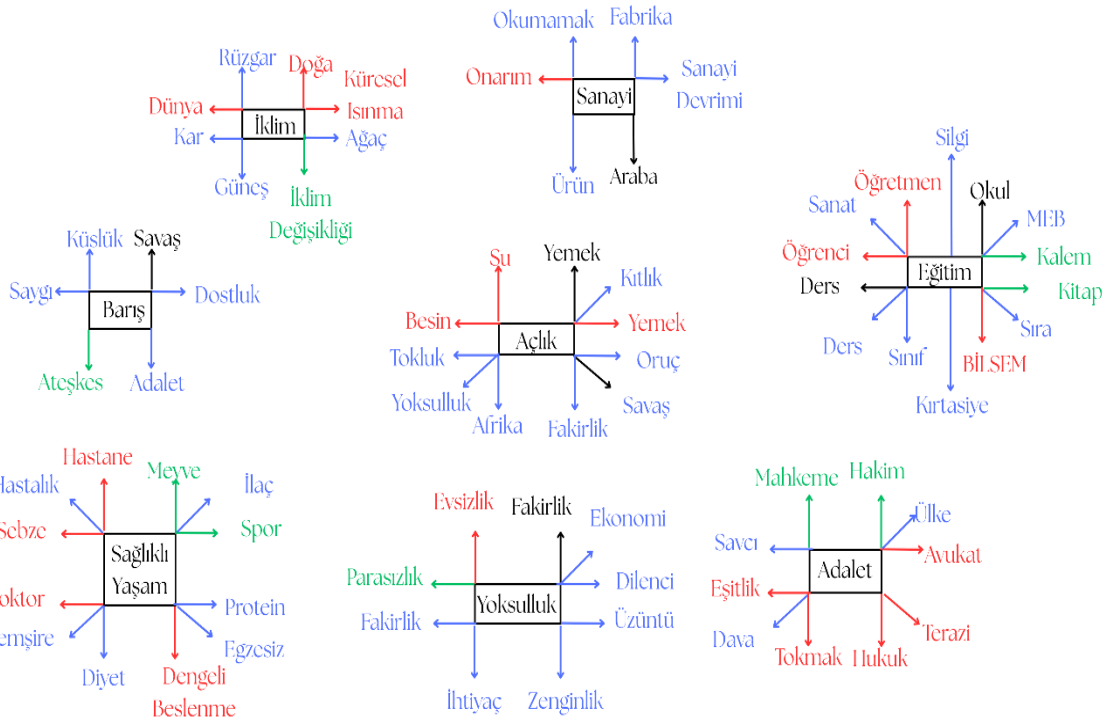 Okumamak
Fabrika
Rüzgar
Doğa
Küresel
Isınma
Onarım
Sanayi
Devrimi
Sanayi
Dünya
İklim
Kar
Ağaç
Güneş
İklim
Değişikliği
Ürün
Araba
Silgi
Öğretmen
Okul
Sanat
MEB
Öğrenci
Eğitim
Kalem
Ders
Kitap
Ders
Sınıf
Sıra
BİLSEM
Kırtasiye
Küslük
Savaş
Saygı
Barış
Dostluk
Ateşkes
Adalet
Su
Yemek
Kıtlık
Besin
Açlık
Yemek
Tokluk
Oruç
Yoksulluk
Savaş
Afrika
Fakirlik
Hastane
Meyve
Hastalık
İlaç
Sebze
Spor
Sağlıklı
Yaşam
oktor
Protein
emşire
Egzesiz
Diyet
Dengeli
Beslenme
Evsizlik
Fakirlik
Ekonomi
Parasızlık
Dilenci
Yoksulluk
Fakirlik
Üzüntü
İhtiyaç
Zenginlik
Mahkeme
Hakim
Ülke
Savcı
Avukat
Adalet
Eşitlik
Dava
Terazi
Tokmak
Hukuk